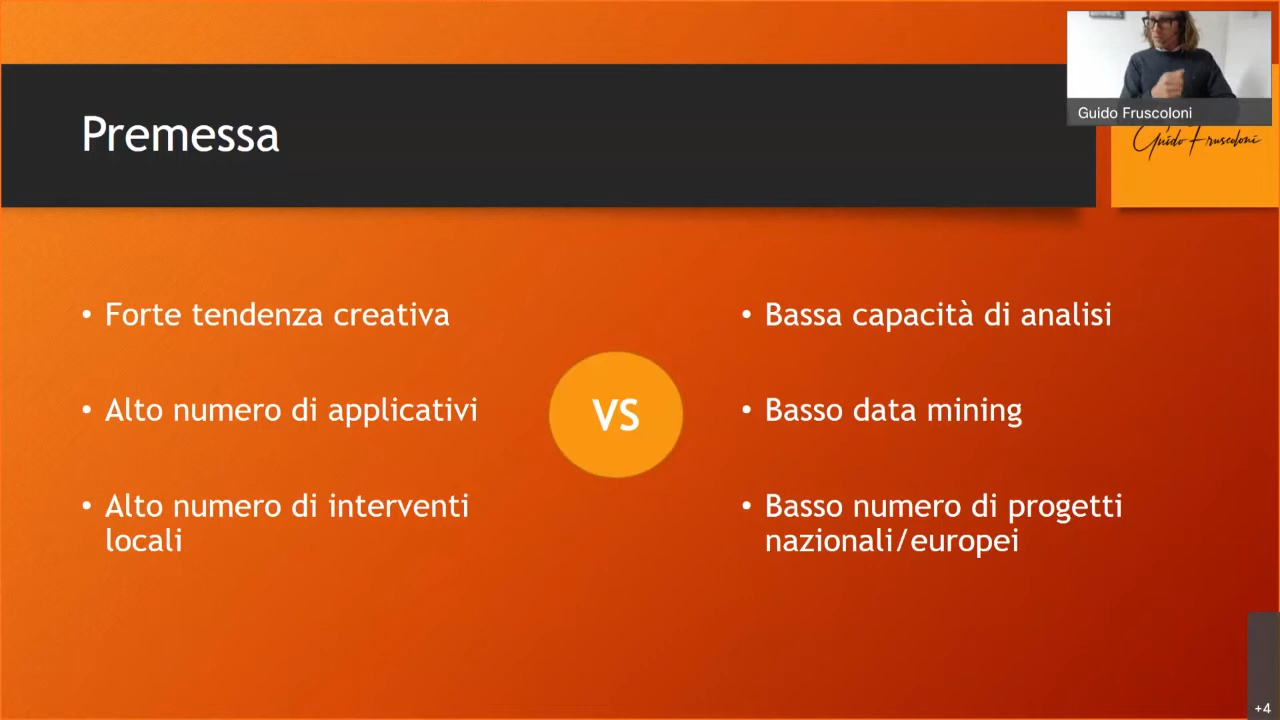 Premessa
Guido Fruscoloni
Guido Fruscoloni
• Forte tendenza creativa
• Alto numero di applicativi
• Alto numero di interventi
locali
VS
• Bassa capacità di analisi
• Basso data mining
• Basso numero di progetti
nazionali/europei
+4